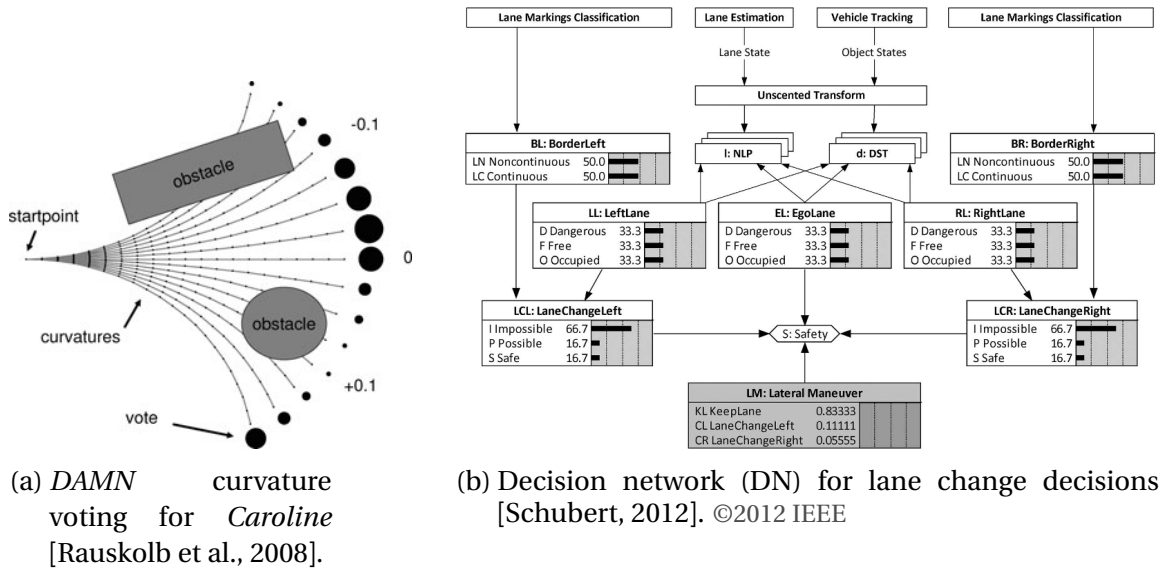 obstacle
-0.1
startpoint
0
curvatures
obstacle
+0.1
vote
(a) DAMN curvature
voting for Caroline
[Rauskolb et al., 2008].
Lane Markings Classification
Lane Estimation
Vehicle Tracking
Lane Markings Classification
Lane State
Object States
Unscented Transform
BL: BorderLeft
LN Noncontinuous 50.0
LC Continuous 50.0
l: NLP
d: DST
BR: BorderRight
LN Noncontinuous 50.0
LC Continuous 50.0
LL: LeftLane
D Dangerous 33.3
F Free 33.3
O Occupied 33.3
EL: EgoLane
D Dangerous 33.3
F Free 33.3
O Occupied 33.3
RL: RightLane
D Dangerous 33.3
F Free 33.3
O Occupied 33.3
LCL: LaneChangeLeft
I Impossible 66.7
P Possible 16.7
S Safe 16.7
S: Safety
LCR: LaneChangeRight
I Impossible 66.7
P Possible 16.7
S Safe 16.7
LM: Lateral Maneuver
KL KeepLane 0.83333
CL LaneChangeLeft 0.11111
CR LaneChangeRight 0.05555
(b) Decision network (DN) for lane change decisions
[Schubert, 2012]. ©2012 IEEE